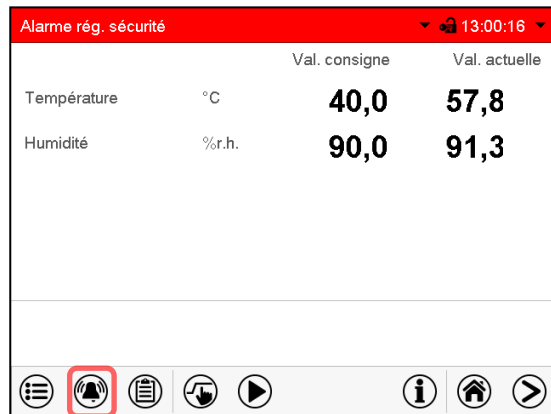 Alarme rég. sécurité 13:00:16
Val. consigne Val. actuelle
Température °C 40,0 57,8
Humidité %r.h. 90,0 91,3